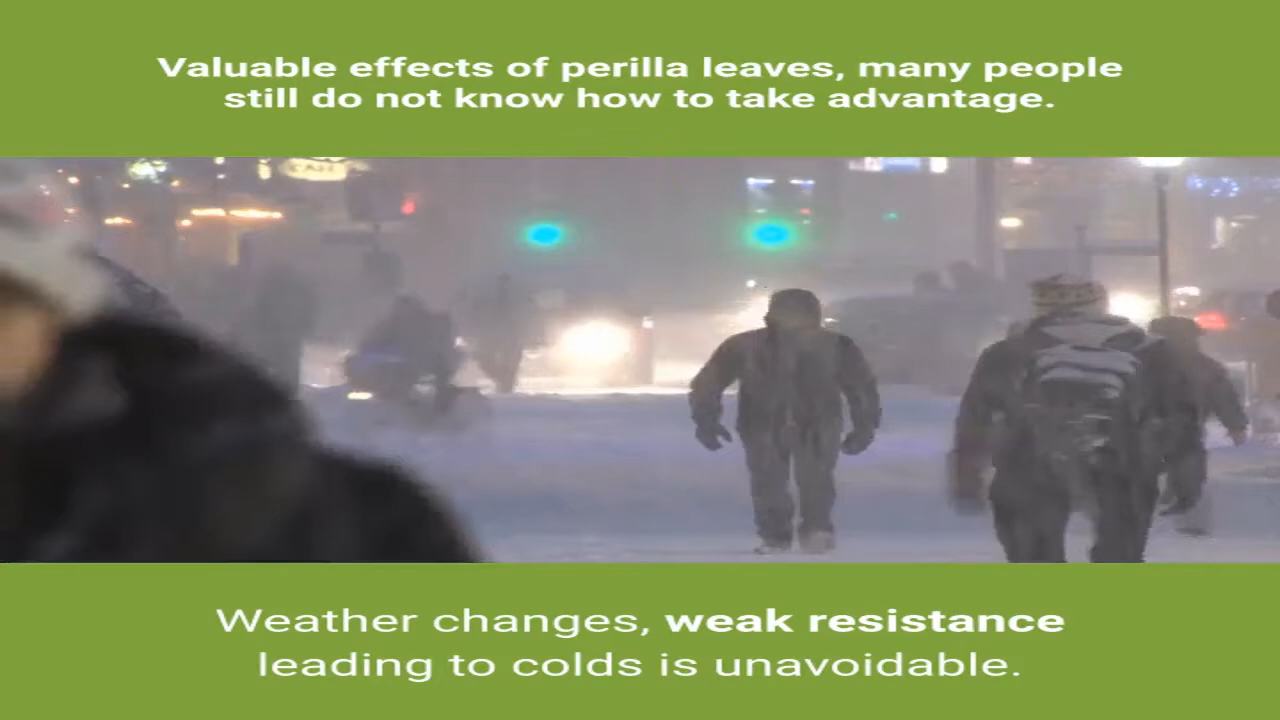 Valuable effects of perilla leaves, many people
still do not know how to take advantage.
Weather changes, weak resistance
leading to colds is unavoidable.